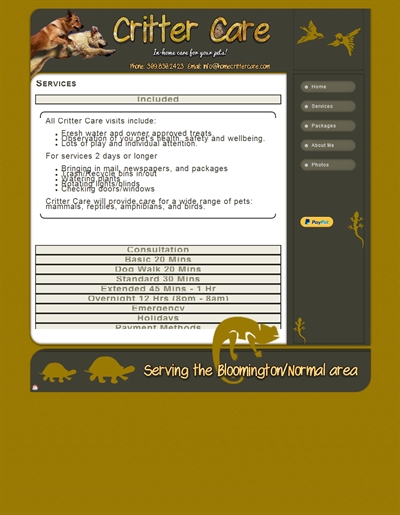 Critter Care
In-home care for your pets!
Phone: 309.830.2423 Email: info@homecrittercare.com
Services
Included
All Critter Care visits include:
Fresh water and owner approved treats
Observation of you pet's health, safety and wellbeing.
Lots of play and individual attention.
For services 2 days or longer
Bringing in mail, newspapers, and packages
Trash/Recycle bins in/out
Watering plants
Rotating lights/blinds
Checking doors/windows
Critter Care will provide care for a wide range of pets:
mammals, reptiles, amphibians, and birds.
Consultation
Basic 20 Mins
Dog Walk 20 Mins
Standard 30 Mins
Extended 45 Mins - 1 Hr
Overnight 12 Hrs (8pm - 8am)
Emergency
Holidays
Payment Methods
Home
Services
Packages
About Me
Photos
PayPal
Serving the Bloomington/Normal area